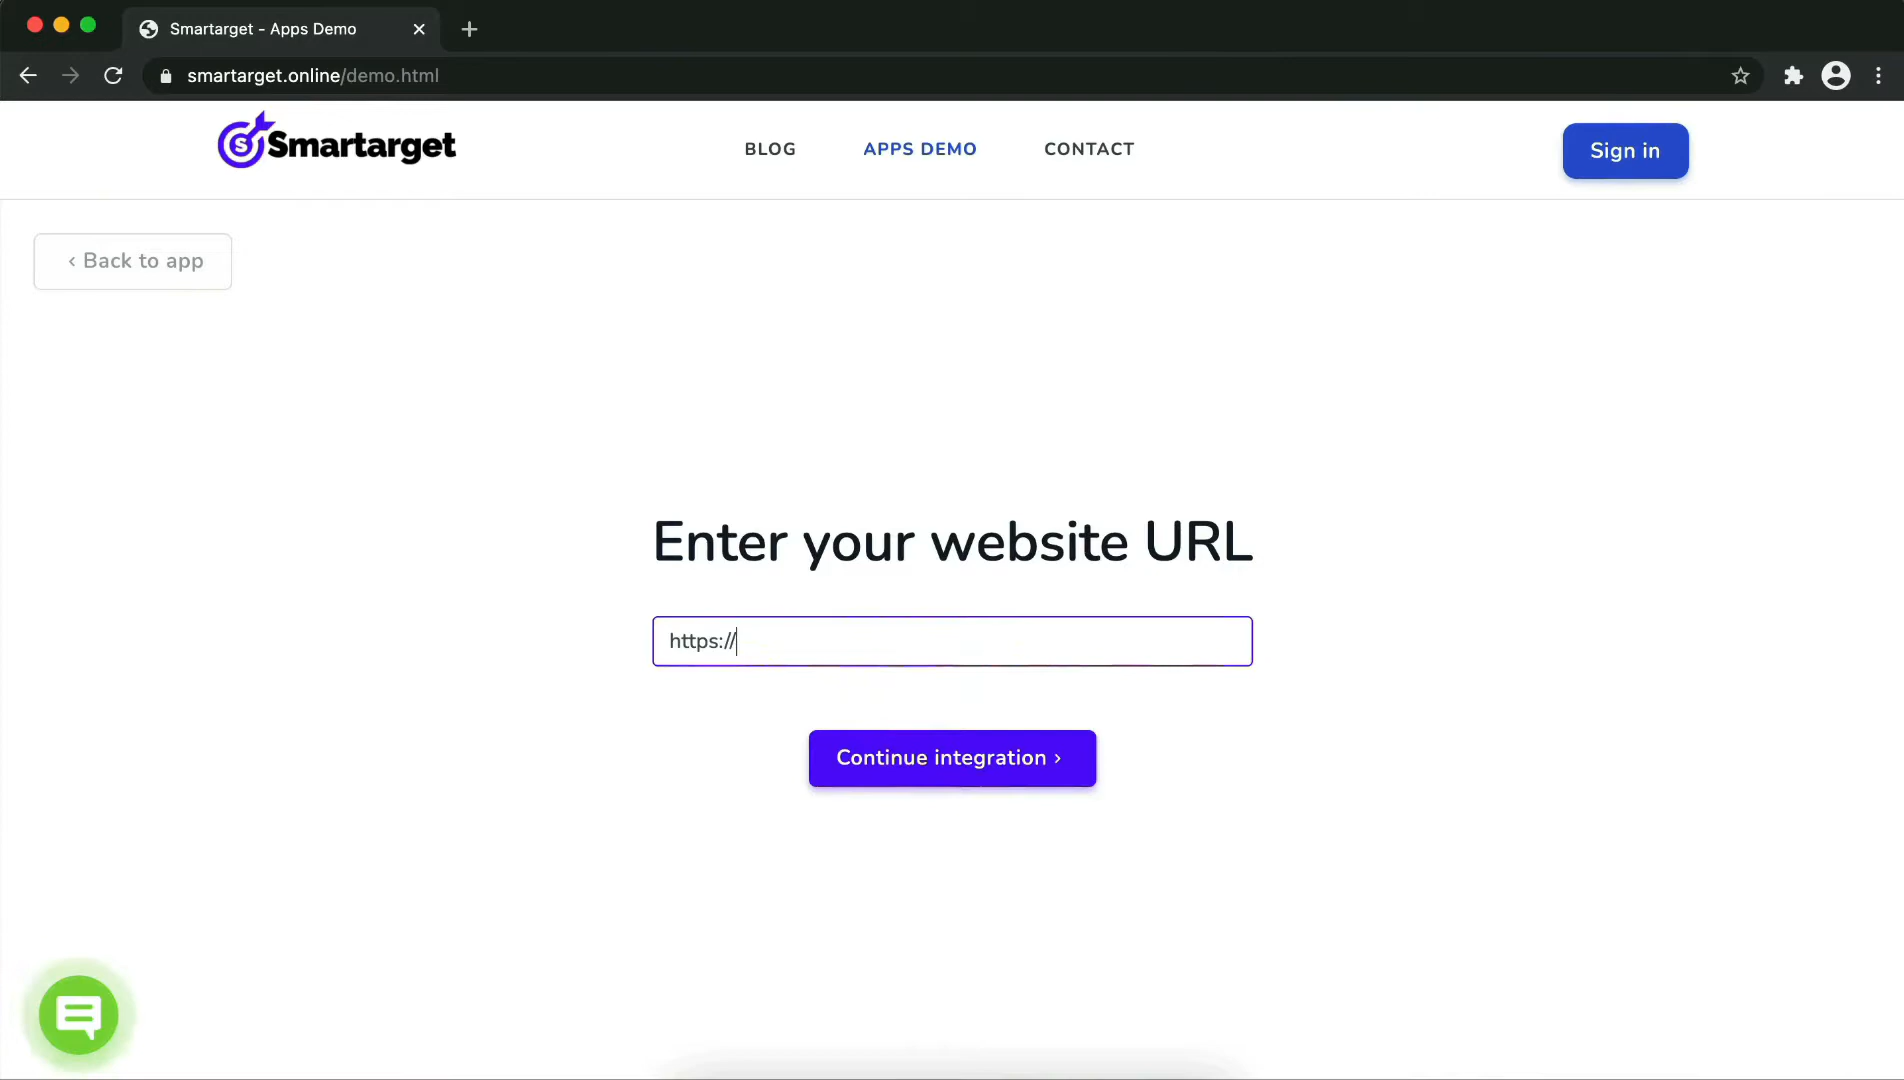 Smartarget - Apps Demo
smartarget.online/demo.html
Smartarget
BLOG
APPS DEMO
CONTACT
Sign in
‹ Back to app
Enter your website URL
https://
Continue integration ›